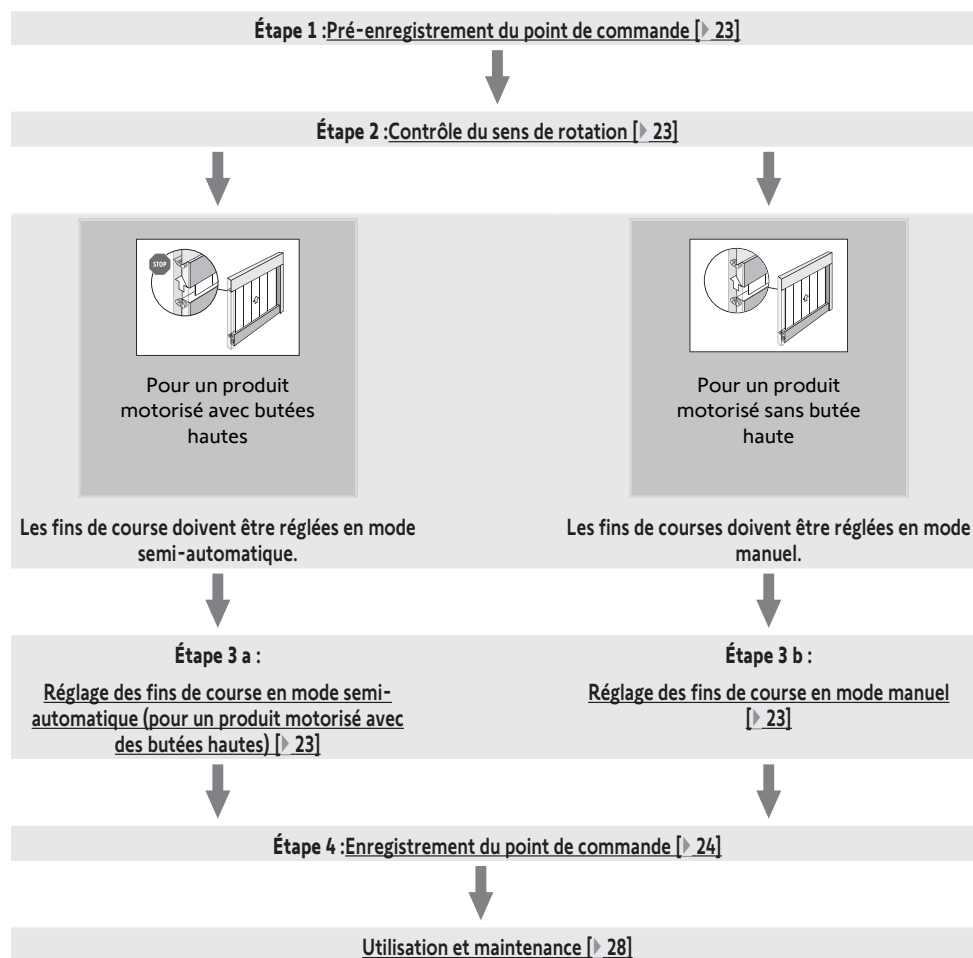 Étape 1 :Pré-enregistrement du point de commande [▶ 23]
Étape 2 :Contrôle du sens de rotation [▶ 23]
STOP
Pour un produit
motorisé avec butées
hautes
Les fins de course doivent être réglées en mode
semi-automatique.
Pour un produit
motorisé sans butée
haute
Les fins de courses doivent être réglées en mode
manuel.
Étape 3 a :
Réglage des fins de course en mode semi-
automatique (pour un produit motorisé avec
des butées hautes) [▶ 23]
Étape 3 b :
Réglage des fins de course en mode manuel
[▶ 23]
Étape 4 :Enregistrement du point de commande [▶ 24]
Utilisation et maintenance [▶ 28]